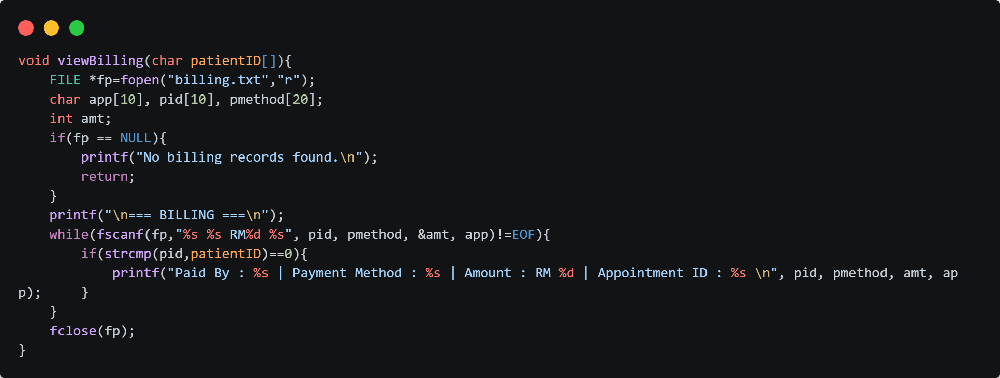 void viewBilling(char patientID[]){
    FILE *fp=fopen("billing.txt","r");
    char app[10], pid[10], pmethod[20];
    int amt;
    if(fp == NULL){
        printf("No billing records found.\n");
        return;
    }
    printf("\n=== BILLING ===\n");
    while(fscanf(fp,"%s %s RM%d %s", pid, pmethod, &amt, app)!=EOF){
        if(strcmp(pid,patientID)==0){
            printf("Paid By : %s | Payment Method : %s | Amount : RM %d | Appointment ID : %s \n", pid, pmethod, amt, ap
p);     }
    }
    fclose(fp);
}